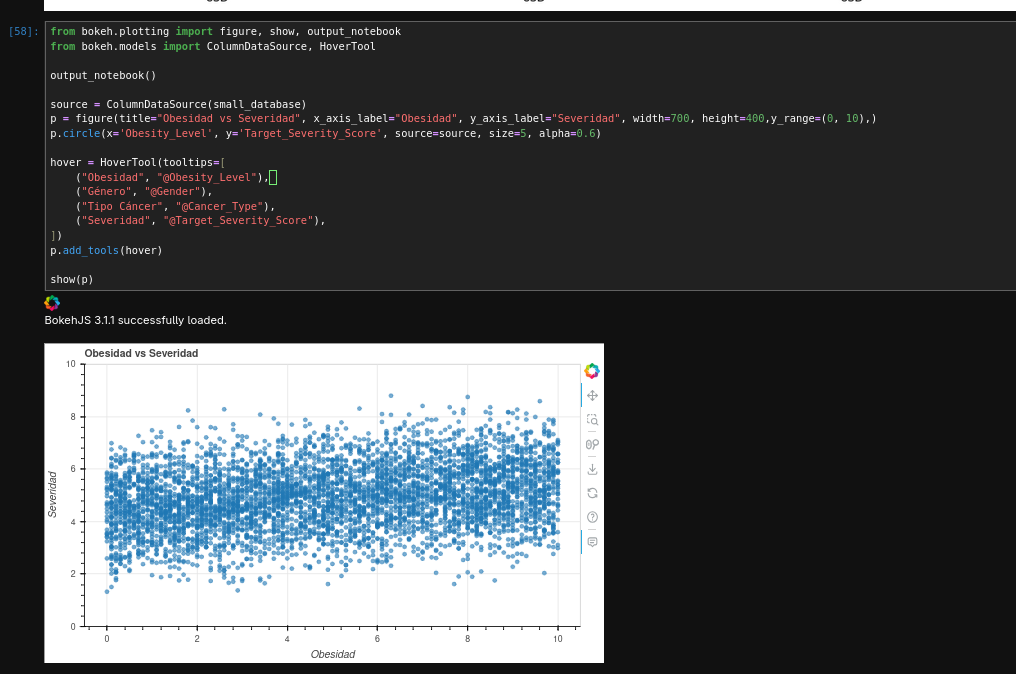 [58]:
from bokeh.plotting import figure, show, output_notebook
from bokeh.models import ColumnDataSource, HoverTool
output_notebook()
source = ColumnDataSource(small_database)
p = figure(title="Obesidad vs Severidad", x_axis_label="Obesidad", y_axis_label="Severidad", width=700, height=400,y_range=(0, 10),)
p.circle(x='Obesity_Level', y='Target_Severity_Score', source=source, size=5, alpha=0.6)
hover = HoverTool(tooltips=[
("Obesidad", "@Obesity_Level"),
("Género", "@Gender"),
("Tipo Cáncer", "@Cancer_Type"),
("Severidad", "@Target_Severity_Score"),
])
p.add_tools(hover)
show(p)
BokehJS 3.1.1 successfully loaded.
Obesidad vs Severidad
10
8
6
4
2
0
Severidad
0 2 4 6 8 10
Obesidad